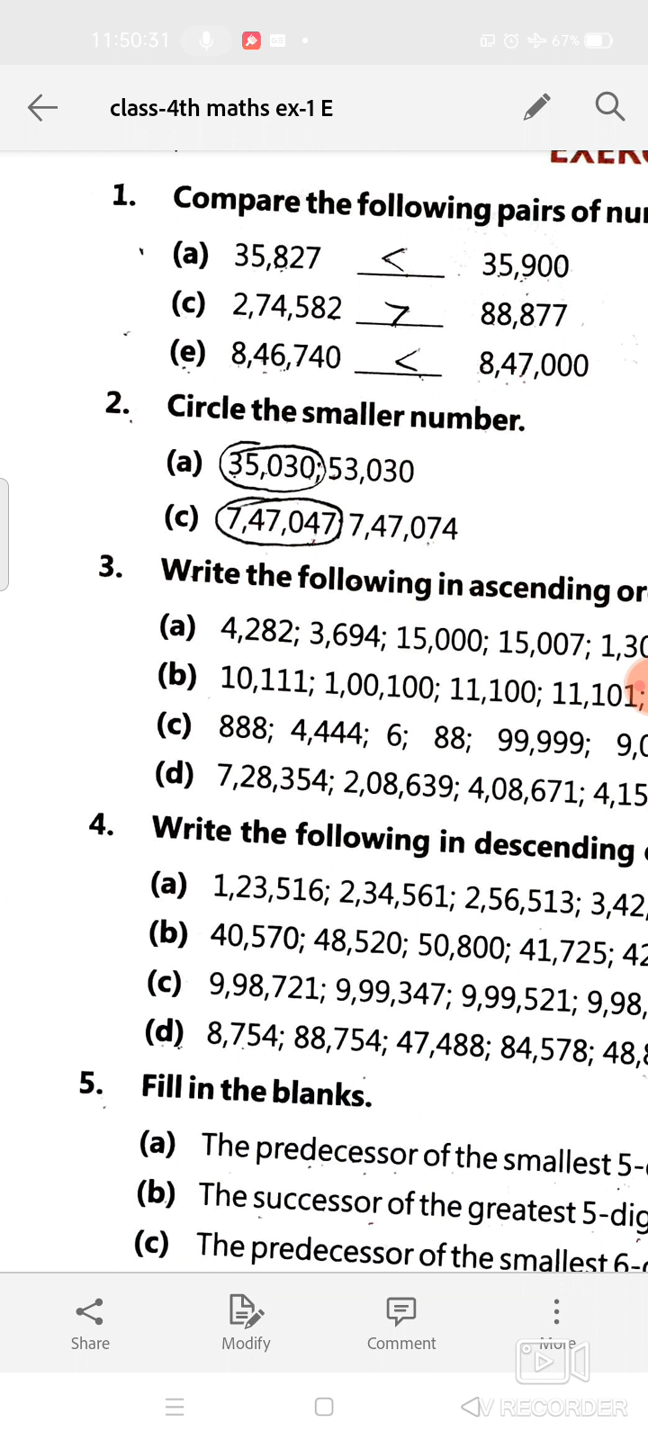 11:50:31
67%
class-4th maths ex-1 E
1. Compare the following pairs of
(a) 35,827 < 35,900
(c) 2,74,582 > 88,877
(e) 8,46,740 < 8,47,000
2. Circle the smaller number.
(a) 35,030; 53,030
(c) 7,47,047; 7,47,074
3. Write the following in ascending or
(a) 4,282; 3,694; 15,000; 15,007; 1,30
(b) 10,111; 1,00,100; 11,100; 11,101;
(c) 888; 4,444; 6; 88; 99,999; 9,0
(d) 7,28,354; 2,08,639; 4,08,671; 4,15
4. Write the following in descending
(a) 1,23,516; 2,34,561; 2,56,513; 3,42,
(b) 40,570; 48,520; 50,800; 41,725; 42
(c) 9,98,721; 9,99,347; 9,99,521; 9,98,
(d) 8,754; 88,754; 47,488; 84,578; 48,8
5. Fill in the blanks.
(a) The predecessor of the smallest 5-
(b) The successor of the greatest 5-dig
(c) The predecessor of the smallest 6-
Share Modify Comment More
V RECORDER